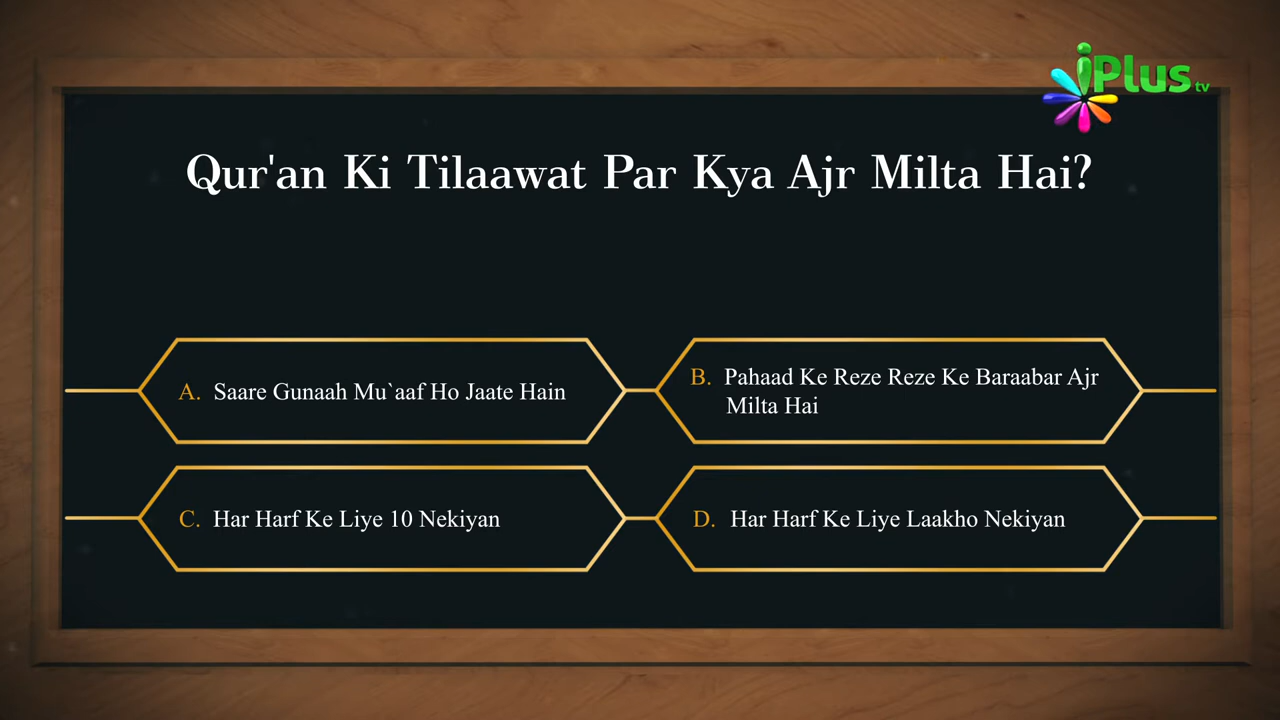 iPlus tv
Qur'an Ki Tilaawat Par Kya Ajr Milta Hai?
A. Saare Gunaah Mu`aaf Ho Jaate Hain
B. Pahaad Ke Reze Reze Ke Baraabar Ajr
Milta Hai
C. Har Harf Ke Liye 10 Nekiyan
D. Har Harf Ke Liye Laakho Nekiyan